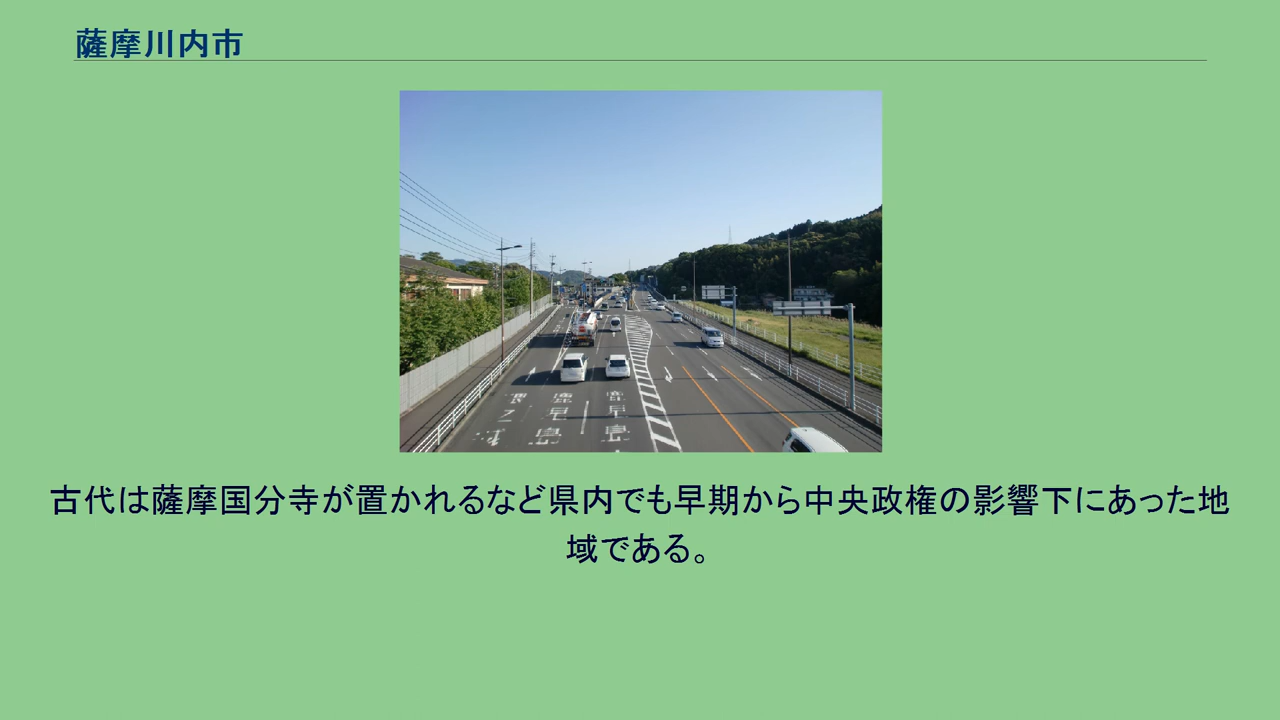 薩摩川内市
古代は薩摩国分寺が置かれるなど県内でも早期から中央政権の影響下にあった地
域である。